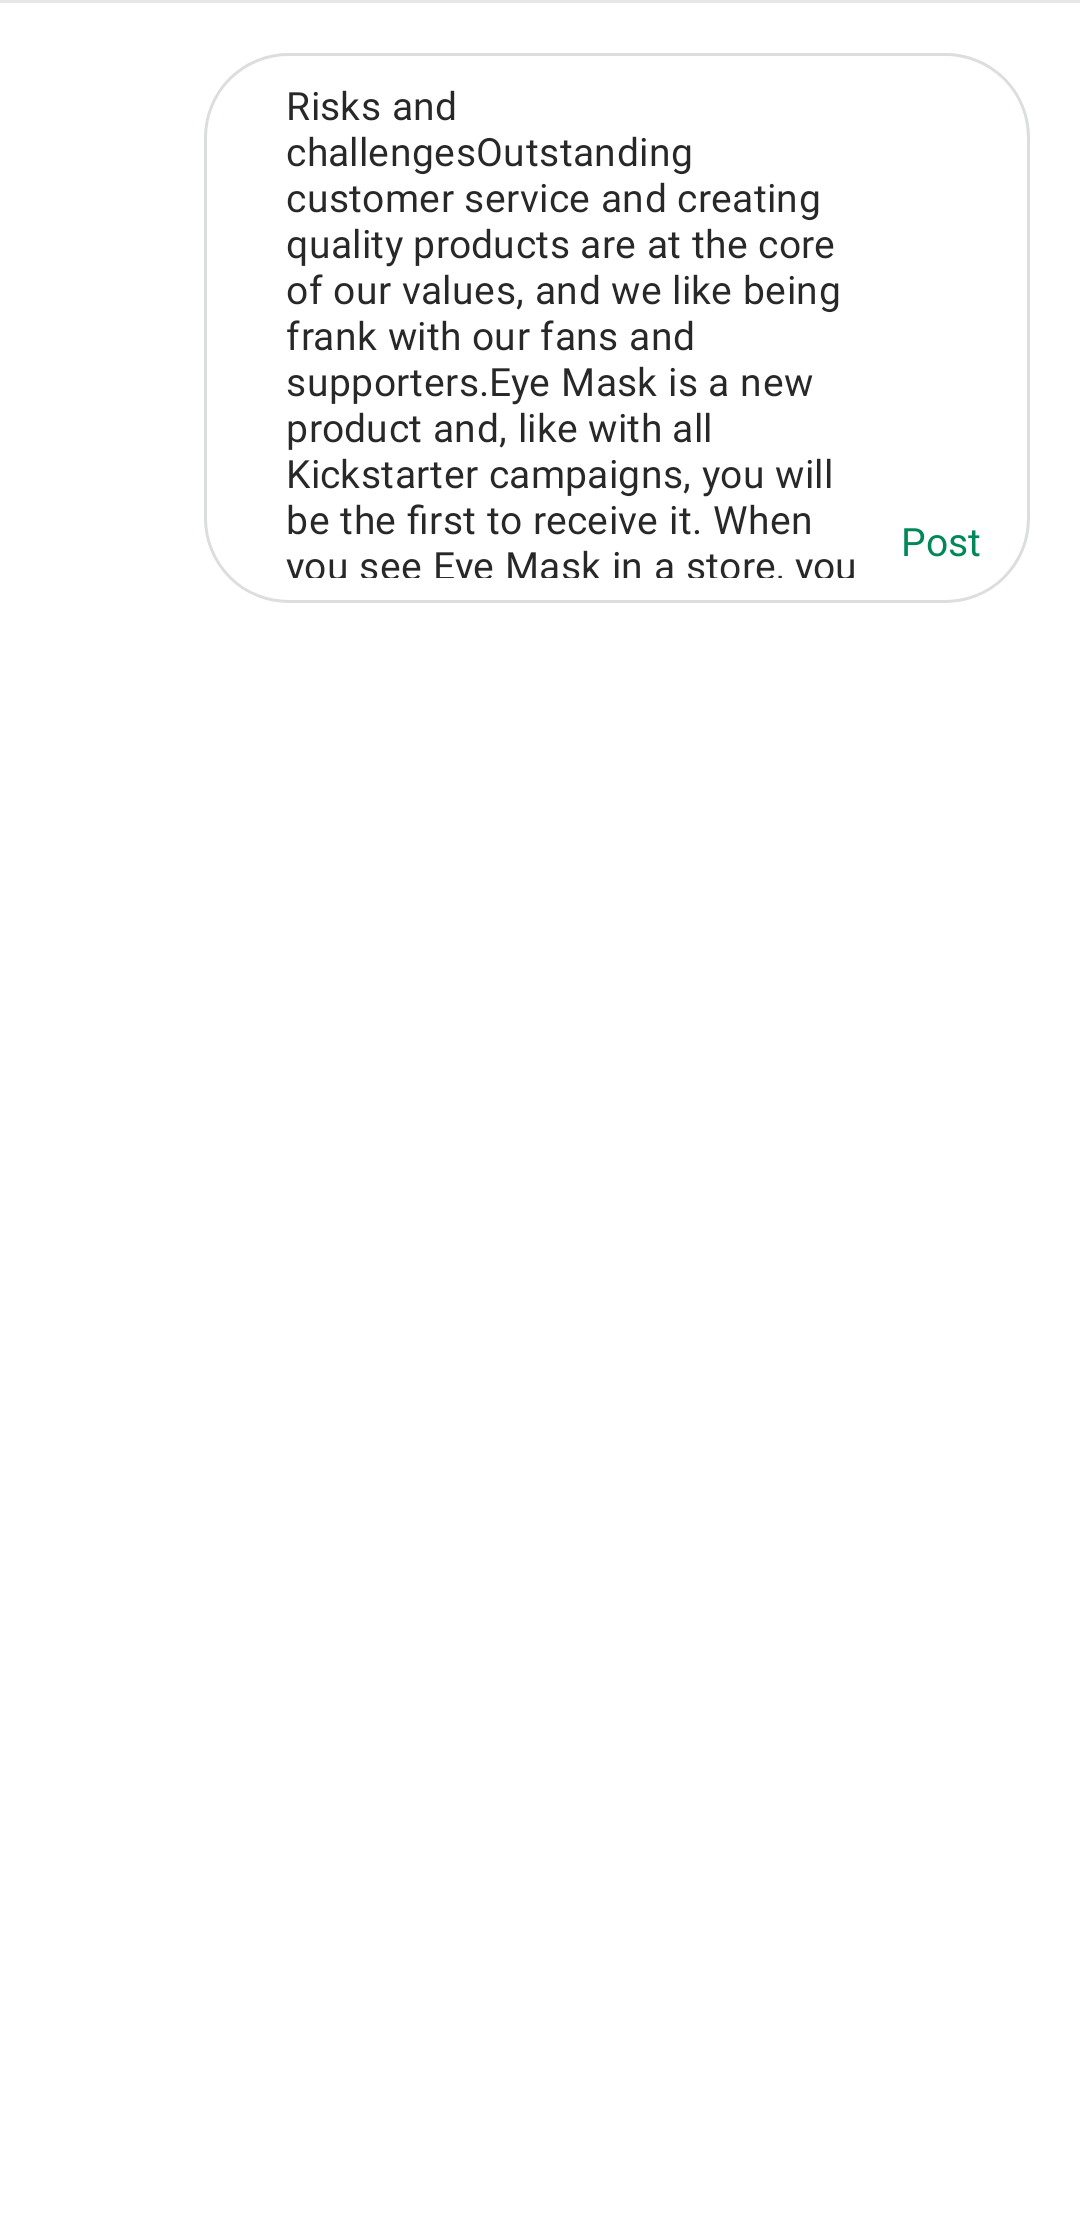 Risks and
challengesOutstanding
customer service and creating
quality products are at the core
of our values, and we like being
frank with our fans and
supporters.Eye Mask is a new
product and, like with all
Kickstarter campaigns, you will
be the first to receive it. When
you see Eye Mask in a store, you
Post